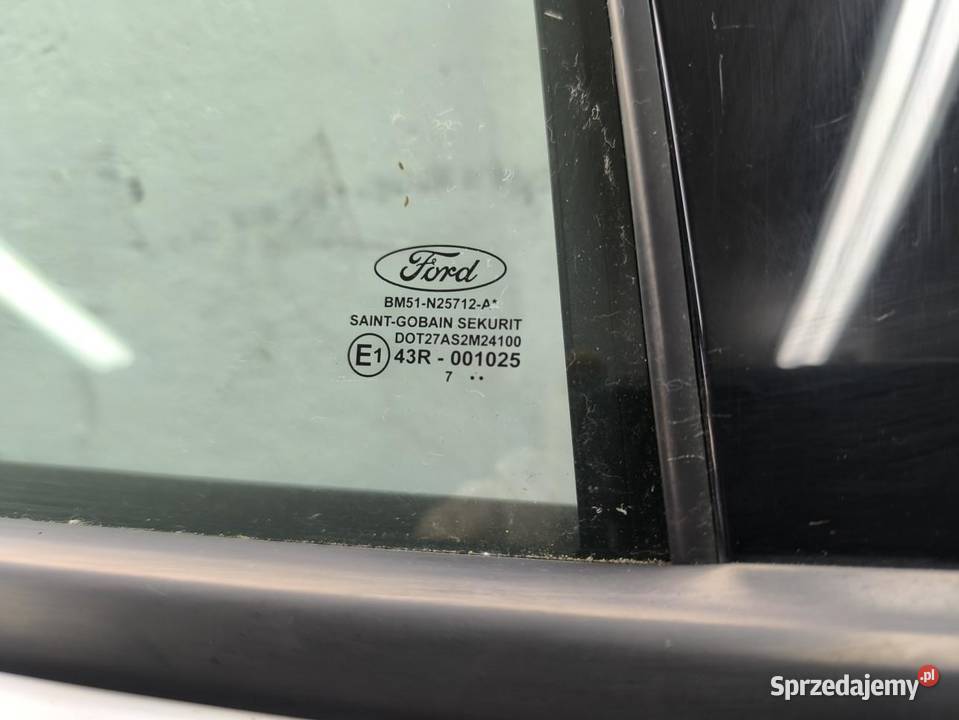 Ford
BM51-N25712-A*
SAINT-GOBAIN SEKURIT
DOT27AS2M24100
E1 43R - 001025
7 ..
Sprzedajemy.pl